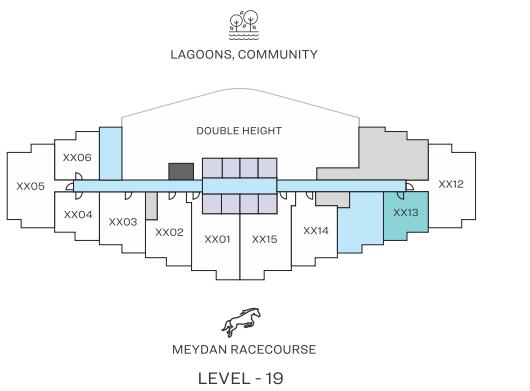 LAGOONS, COMMUNITY
DOUBLE HEIGHT
XX06
XX05
XX12
XX04
XX03
XX02
XX01
XX15
XX14
XX13
MEYDAN RACECOURSE
LEVEL - 19